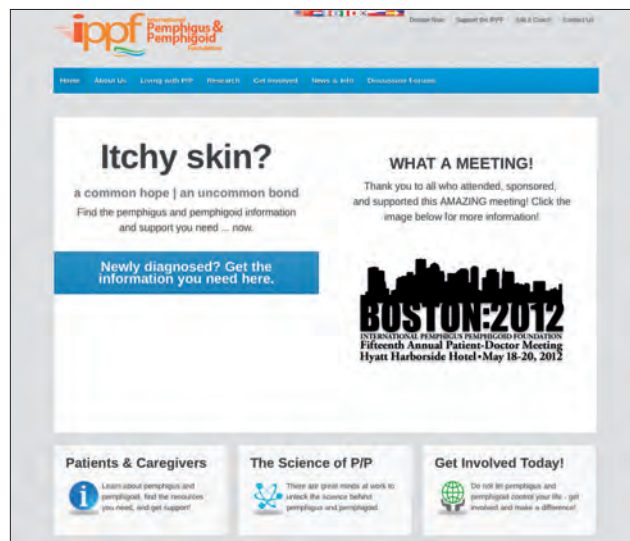 ippf International
Pemphigus &
Pemphigoid
Foundation
Donate Now Support the IPPF Contact Us
Home About Us Living with P/P Research Get Involved News & Info Discussion Forums
Itchy skin?
a common hope | an uncommon bond
Find the pemphigus and pemphigoid information
and support you need ... now.
Newly diagnosed? Get the
information you need here.
WHAT A MEETING!
Thank you to all who attended, sponsored,
and supported this AMAZING meeting! Click the
image below for more information!
BOSTON:2012
INTERNATIONAL PEMPHIGUS PEMPHIGOID FOUNDATION
Fifteenth Annual Patient-Doctor Meeting
Hyatt Harborside Hotel•May 18-20, 2012
Patients & Caregivers
Learn about pemphigus and
pemphigoid, find the resources
you need, and get support!
The Science of P/P
There are great minds at work to
unlock the science behind
pemphigus and pemphigoid.
Get Involved Today!
Do not let pemphigus and
pemphigoid control your life - get
involved and make a difference!